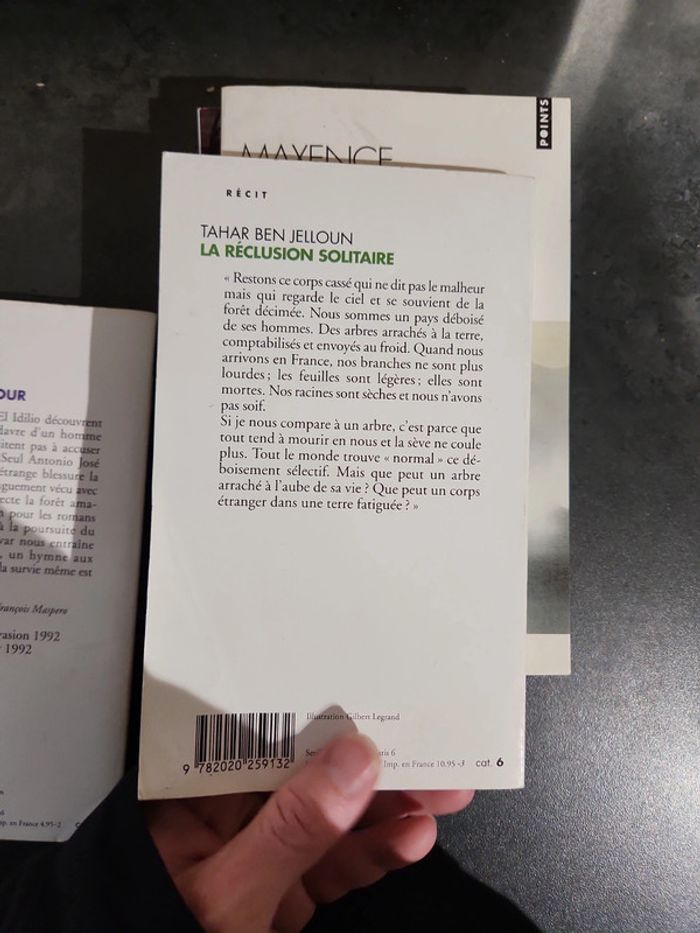 POINTS
MAYENCE
RÉCIT
TAHAR BEN JELLOUN
LA RÉCLUSION SOLITAIRE
« Restons ce corps cassé qui ne dit pas le malheur
mais qui regarde le ciel et se souvient de la
forêt décimée. Nous sommes un pays déboisé
de ses hommes. Des arbres arrachés à la terre,
comptabilisés et envoyés au froid. Quand nous
arrivons en France, nos branches ne sont plus
lourdes ; les feuilles sont légères ; elles sont
mortes. Nos racines sont sèches et nous n'avons
pas soif.
Si je nous compare à un arbre, c'est parce que
tout tend à mourir en nous et la sève ne coule
plus. Tout le monde trouve « normal » ce dé-
boisement sélectif. Mais que peut un arbre
arraché à l'aube de sa vie ? Que peut un corps
étranger dans une terre fatiguée ? »
Illustration Gilbert Legrand
Imp. en France 10.95-3
cat. 6
9 782020 259132
OUR
El Idilio découvrent
d'un homme
pas à accuser
Seul Antonio José
étrange blessure la
vécu avec
la forêt ama-
pour les romans
à la poursuite du
nous entraîne
, un hymne aux
la survie même est
François Maspero
1992
1992
en France 4.95-2